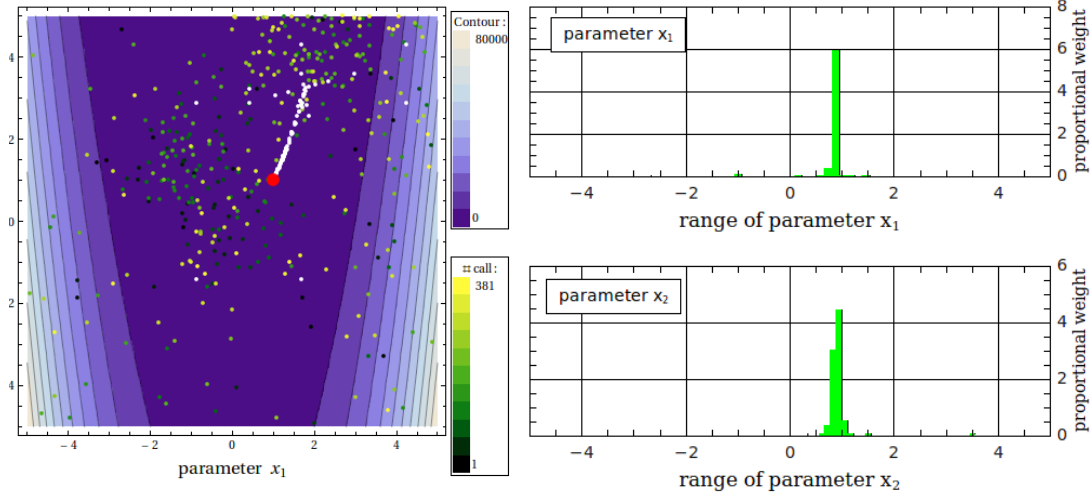 Contour :
80000
0
4
2
0
2
4
−4 −2 0 2 4
parameter x₁
# call :
381
1
parameter x₁
8
6
4
2
0
proportional weight
−4 −2 0 2 4
range of parameter x₁
parameter x₂
6
4
2
0
proportional weight
−4 −2 0 2 4
range of parameter x₂